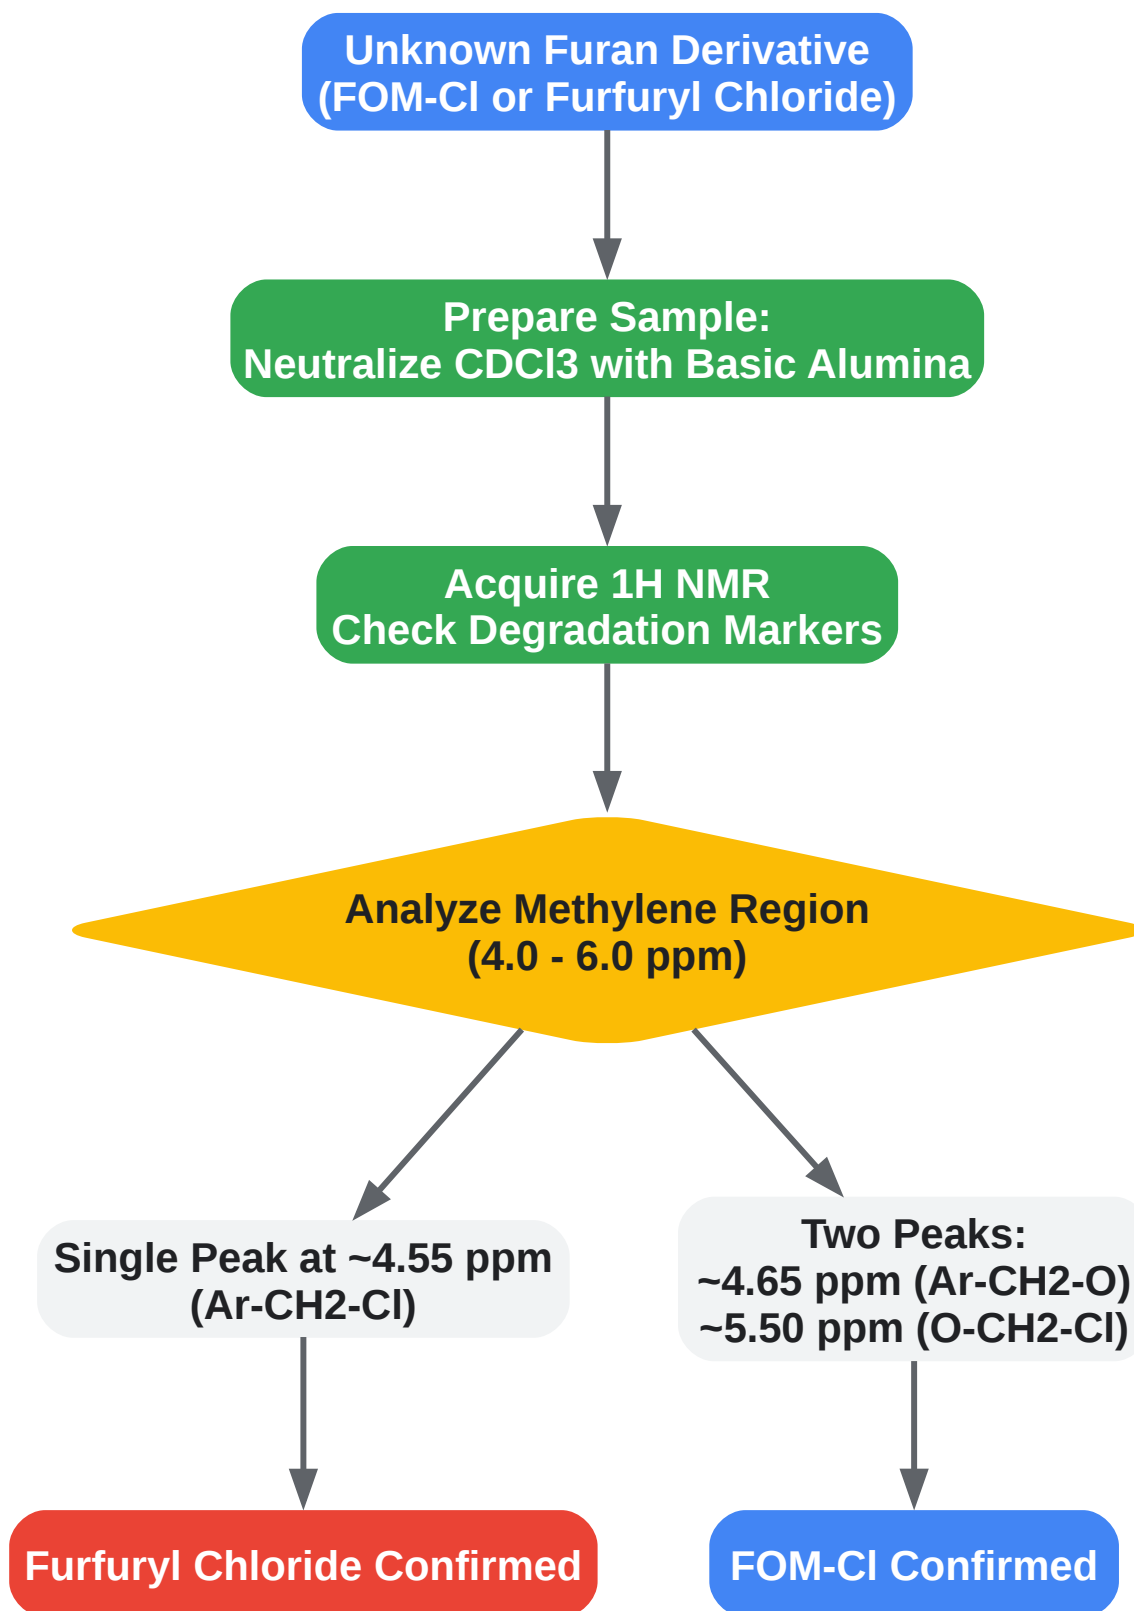 Unknown Furan Derivative
(FOM-Cl or Furfuryl Chloride)
Prepare Sample:
Neutralize CDCl3 with Basic Alumina
Acquire 1H NMR
Check Degradation Markers
Analyze Methylene Region
(4.0 - 6.0 ppm)
Single Peak at ~4.55 ppm
(Ar-CH2-Cl)
Two Peaks:
~4.65 ppm (Ar-CH2-O)
~5.50 ppm (O-CH2-Cl)
Furfuryl Chloride Confirmed
FOM-Cl Confirmed